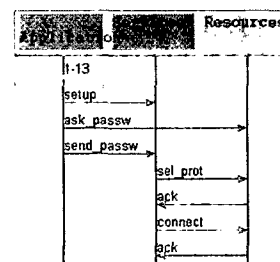 Resources
1-13
setup
ask_passw
send_passw
sel_prot
ack
connect
ack